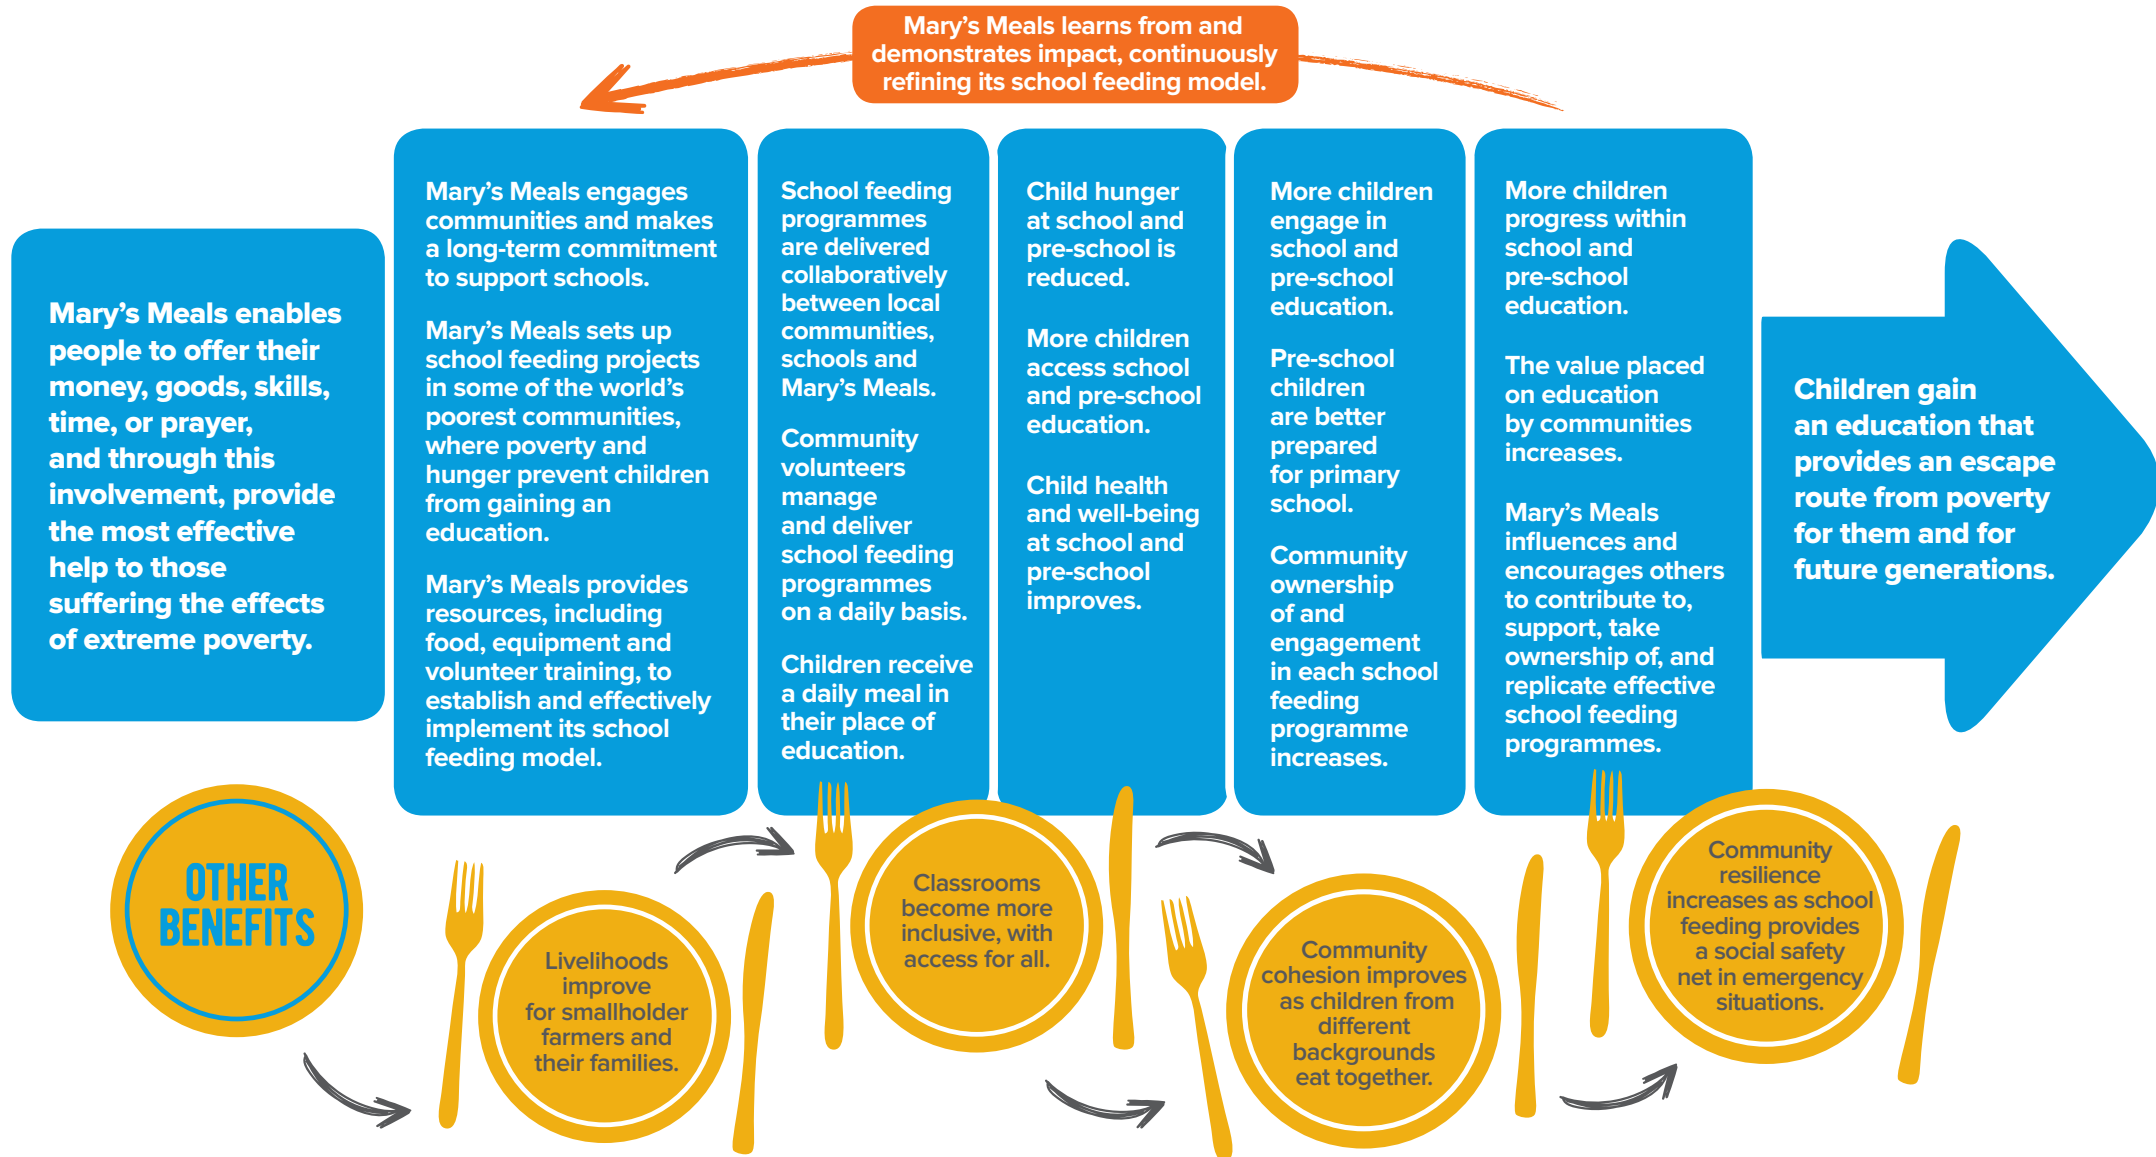 Mary's Meals learns from and
demonstrates impact, continuously
refining its school feeding model.
Mary's Meals enables
people to offer their
money, goods, skills,
time, or prayer,
and through this
involvement, provide
the most effective
help to those
suffering the effects
of extreme poverty.
Mary's Meals engages
communities and makes
a long-term commitment
to support schools.
Mary's Meals sets up
school feeding projects
in some of the world's
poorest communities,
where poverty and
hunger prevent children
from gaining an
education.
Mary's Meals provides
resources, including
food, equipment and
volunteer training, to
establish and effectively
implement its school
feeding model.
School feeding
programmes
are delivered
collaboratively
between local
communities,
schools and
Mary's Meals.
Community
volunteers
manage
and deliver
school feeding
programmes
on a daily basis.
Children receive
a daily meal in
their place of
education.
Child hunger
at school and
pre-school is
reduced.
More children
access school
and pre-school
education.
Child health
and well-being
at school and
pre-school
improves.
More children
engage in
school and
pre-school
education.
Pre-school
children
are better
prepared
for primary
school.
Community
ownership
of and
engagement
in each school
feeding
programme
increases.
More children
progress within
school and
pre-school
education.
The value placed
on education
by communities
increases.
Mary's Meals
influences and
encourages others
to contribute to,
support, take
ownership of, and
replicate effective
school feeding
programmes.
Children gain
an education that
provides an escape
route from poverty
for them and for
future generations.
OTHER
BENEFITS
Livelihoods
improve
for smallholder
farmers and
their families.
Classrooms
become more
inclusive, with
access for all.
Community
cohesion improves
as children from
different
backgrounds
eat together.
Community
resilience
increases as school
feeding provides
a social safety
net in emergency
situations.